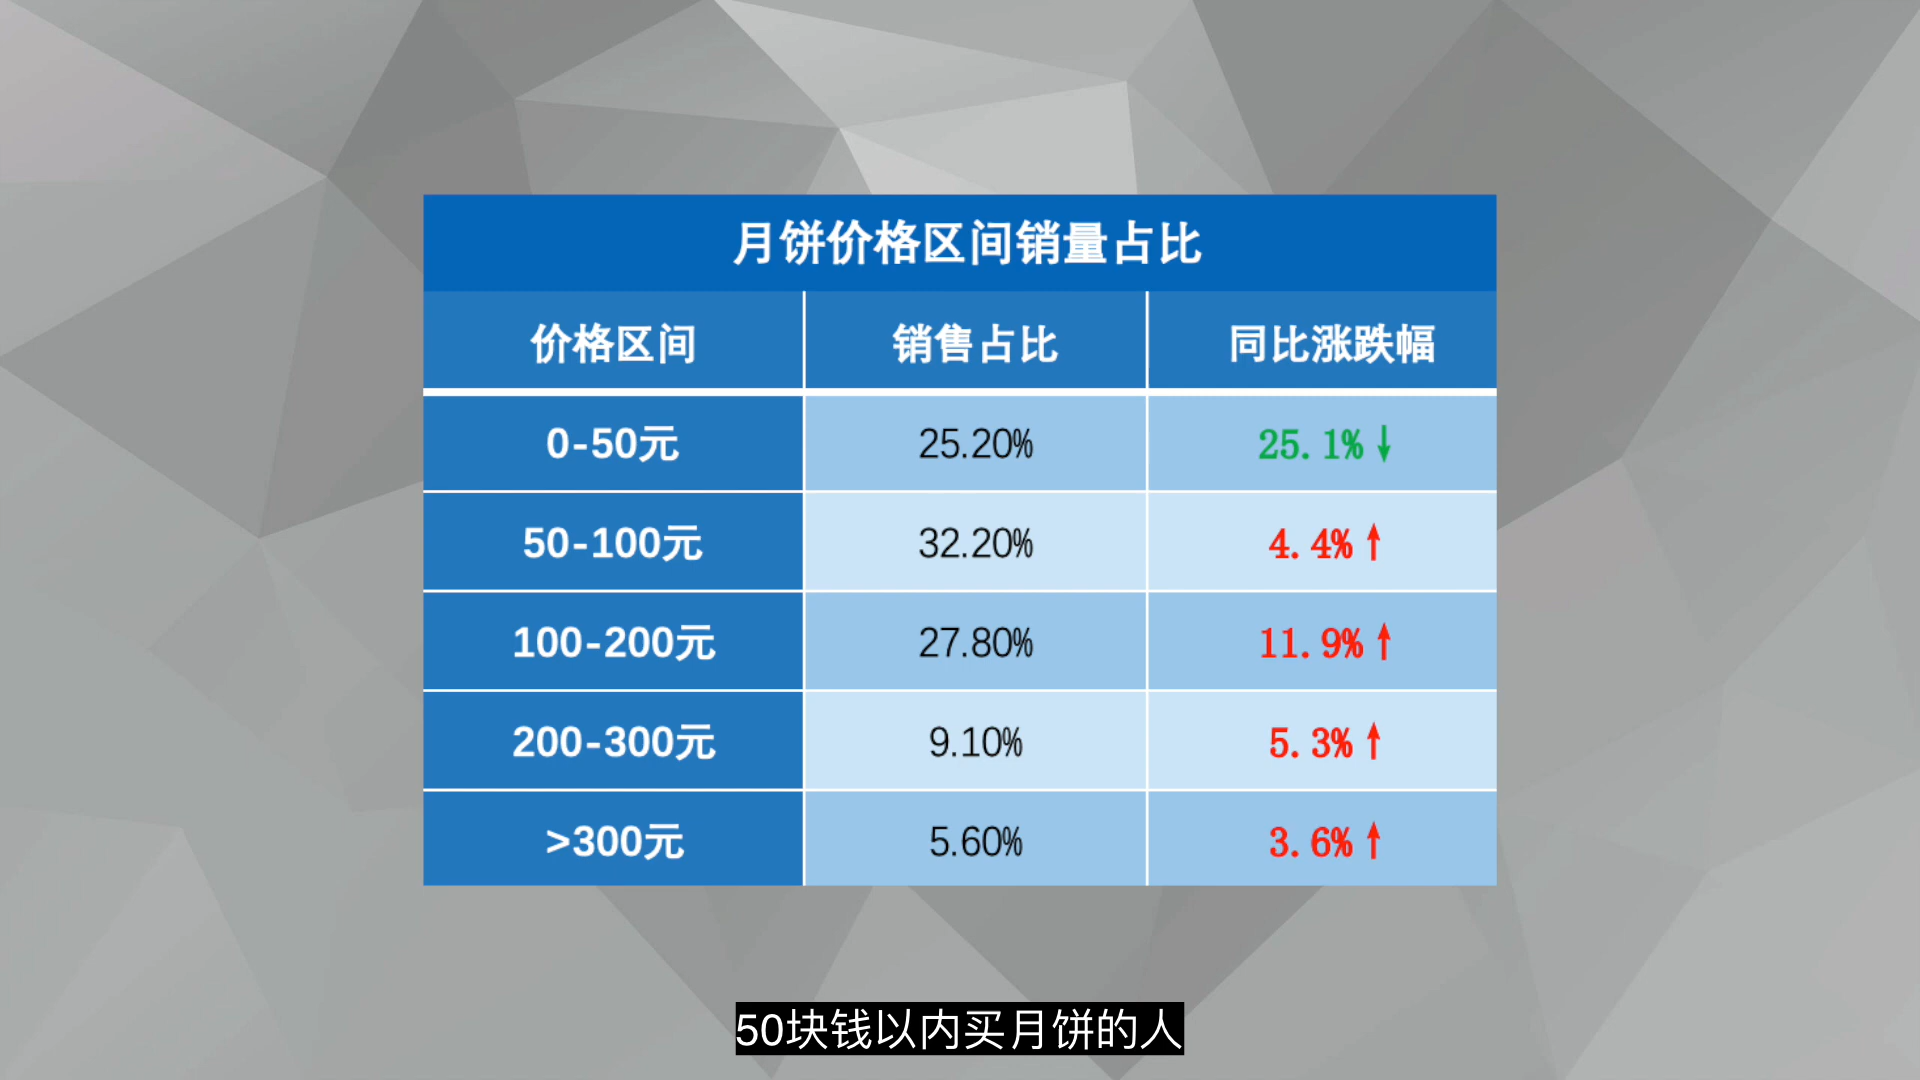 月饼价格区间销量占比
价格区间 销售占比 同比涨跌幅
0-50元 25.20% 25.1%↓
50-100元 32.20% 4.4%↑
100-200元 27.80% 11.9%↑
200-300元 9.10% 5.3%↑
>300元 5.60% 3.6%↑
50块钱以内买月饼的人